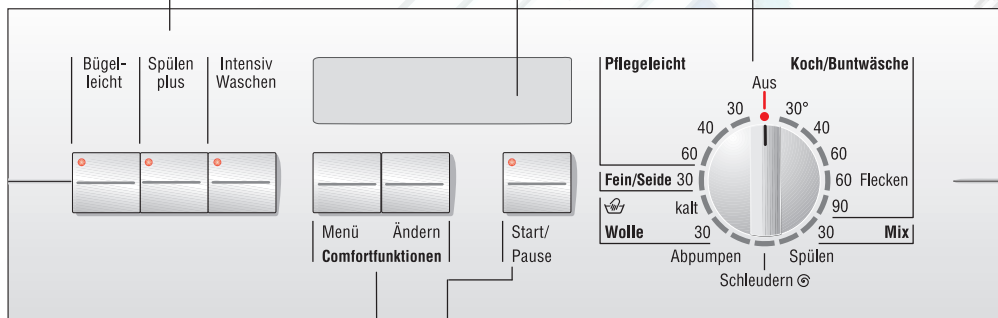 Bügel-
leicht
Spülen
plus
Intensiv
Waschen
Menü
Ändern
Comfortfunktionen
Start/
Pause
Pflegeleicht
Koch/Buntwäsche
Aus
30
30°
40
40
60
60
Fein/Seide 30
60 Flecken
kalt
90
Wolle
30
30
Mix
Abpumpen
Spülen
Schleudern